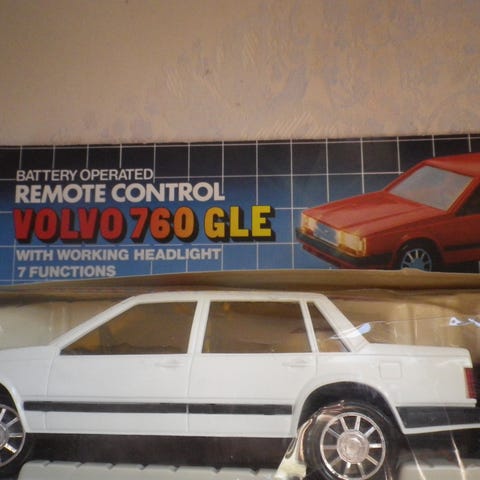 BATTERY OPERATED
REMOTE CONTROL
VOLVO 760 GLE
WITH WORKING HEADLIGHT
7 FUNCTIONS